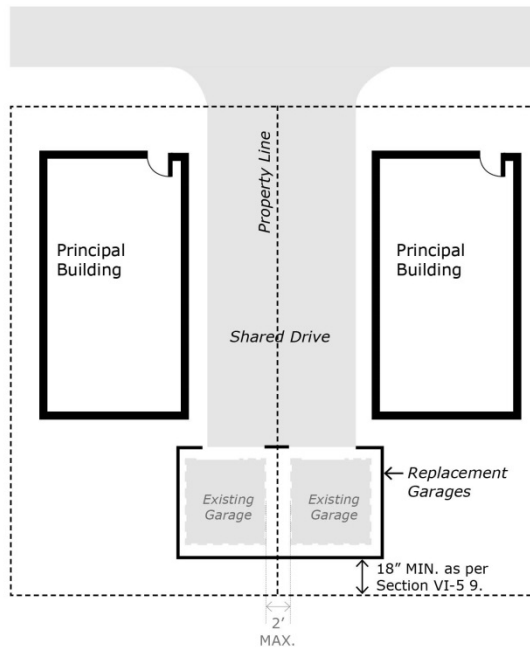 Property Line
Principal
Building
Principal
Building
Shared Drive
Replacement
Garages
Existing
Garage
Existing
Garage
18” MIN. as per
Section VI-5 9.
2’
MAX.